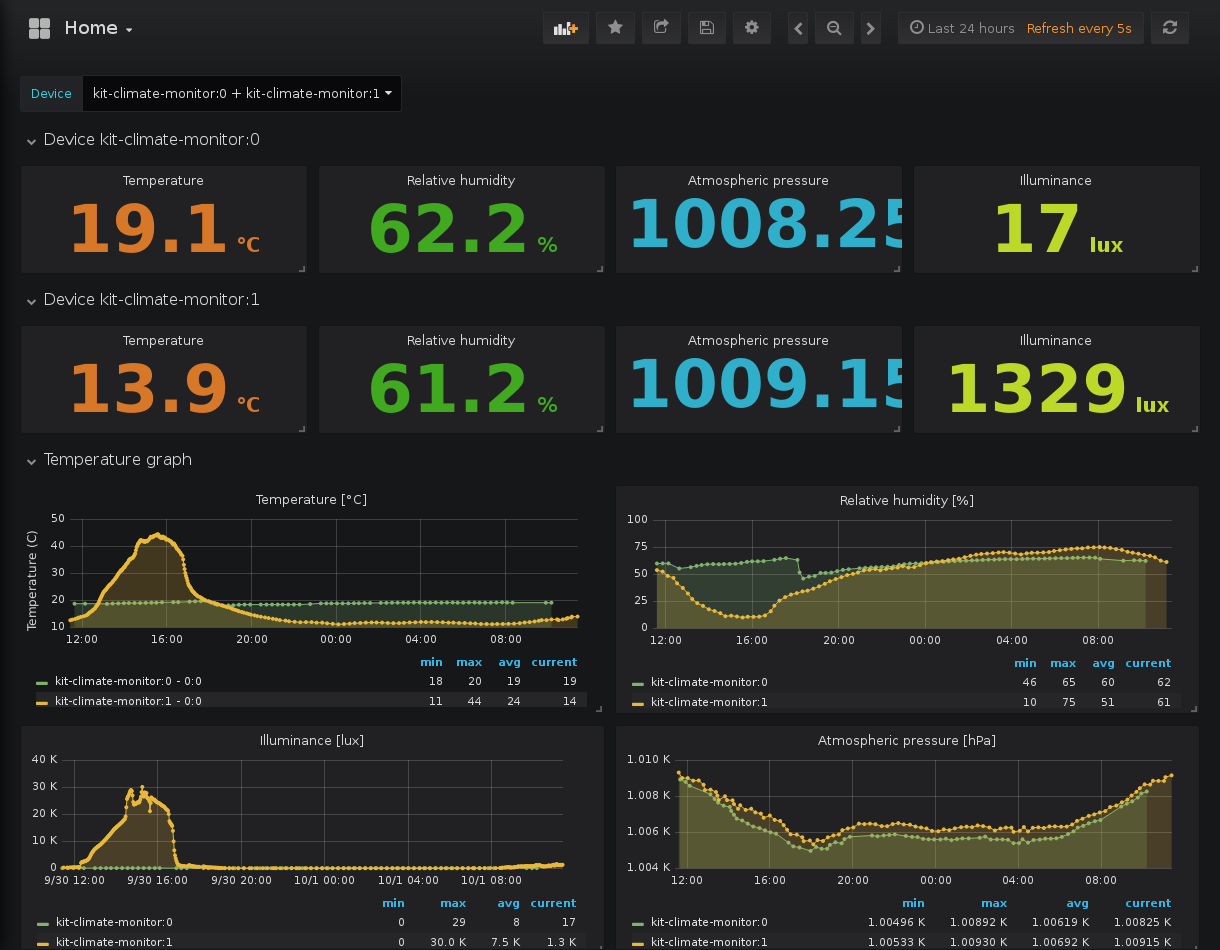 Home
Last 24 hours Refresh every 5s
Device kit-climate-monitor:0 + kit-climate-monitor:1
Device kit-climate-monitor:0
Temperature Relative humidity Atmospheric pressure Illuminance
19.1 °C 62.2 % 1008.25 17 lux
Device kit-climate-monitor:1
Temperature Relative humidity Atmospheric pressure Illuminance
13.9 °C 61.2 % 1009.15 1329 lux
Temperature graph
Temperature [°C]
Temperature (C)
50
40
30
20
10
12:00 16:00 20:00 00:00 04:00 08:00
min max avg current
kit-climate-monitor:0 - 0:0 18 20 19 19
kit-climate-monitor:1 - 0:0 11 44 24 14
Relative humidity [%]
100
75
50
25
0
12:00 16:00 20:00 00:00 04:00 08:00
min max avg current
kit-climate-monitor:0 46 65 60 62
kit-climate-monitor:1 10 75 51 61
Illuminance [lux]
40 K
30 K
20 K
10 K
0
9/30 12:00 9/30 16:00 9/30 20:00 10/1 00:00 10/1 04:00 10/1 08:00
min max avg current
kit-climate-monitor:0 0 29 8 17
kit-climate-monitor:1 0 30.0 K 7.5 K 1.3 K
Atmospheric pressure [hPa]
1.010 K
1.008 K
1.006 K
1.004 K
12:00 16:00 20:00 00:00 04:00 08:00
min max avg current
kit-climate-monitor:0 1.00496 K 1.00892 K 1.00619 K 1.00825 K
kit-climate-monitor:1 1.00533 K 1.00930 K 1.00692 K 1.00915 K